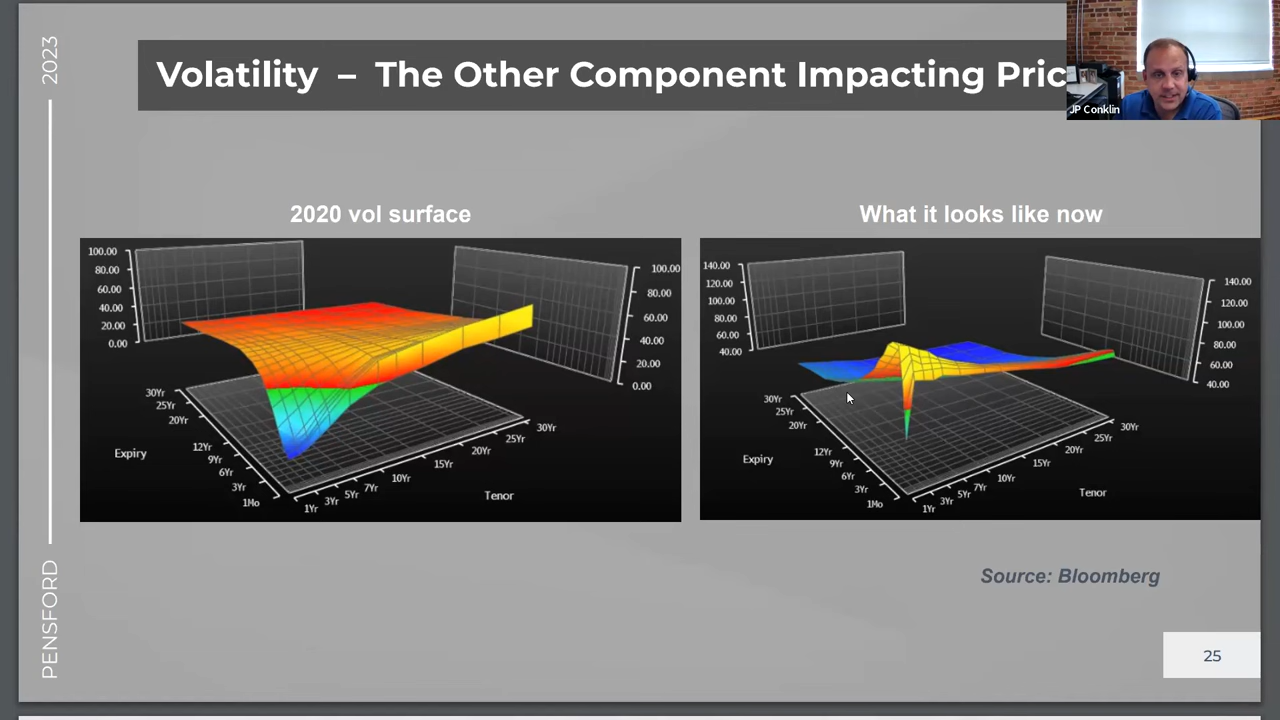 2023
Volatility – The Other Component Impacting Pric
JP Conklin
2020 vol surface
What it looks like now
100.00
80.00
60.00
40.00
20.00
0.00
100.00
80.00
60.00
40.00
20.00
0.00
30Yr
25Yr
20Yr
12Yr
9Yr
6Yr
3Yr
1Mo
Expiry
1Yr
3Yr
5Yr
7Yr
10Yr
15Yr
20Yr
25Yr
30Yr
Tenor
140.00
120.00
100.00
80.00
60.00
40.00
140.00
120.00
100.00
80.00
60.00
40.00
30Yr
25Yr
20Yr
12Yr
9Yr
6Yr
3Yr
1Mo
Expiry
1Yr
3Yr
5Yr
7Yr
10Yr
15Yr
20Yr
25Yr
30Yr
Tenor
Source: Bloomberg
PENSFORD
25